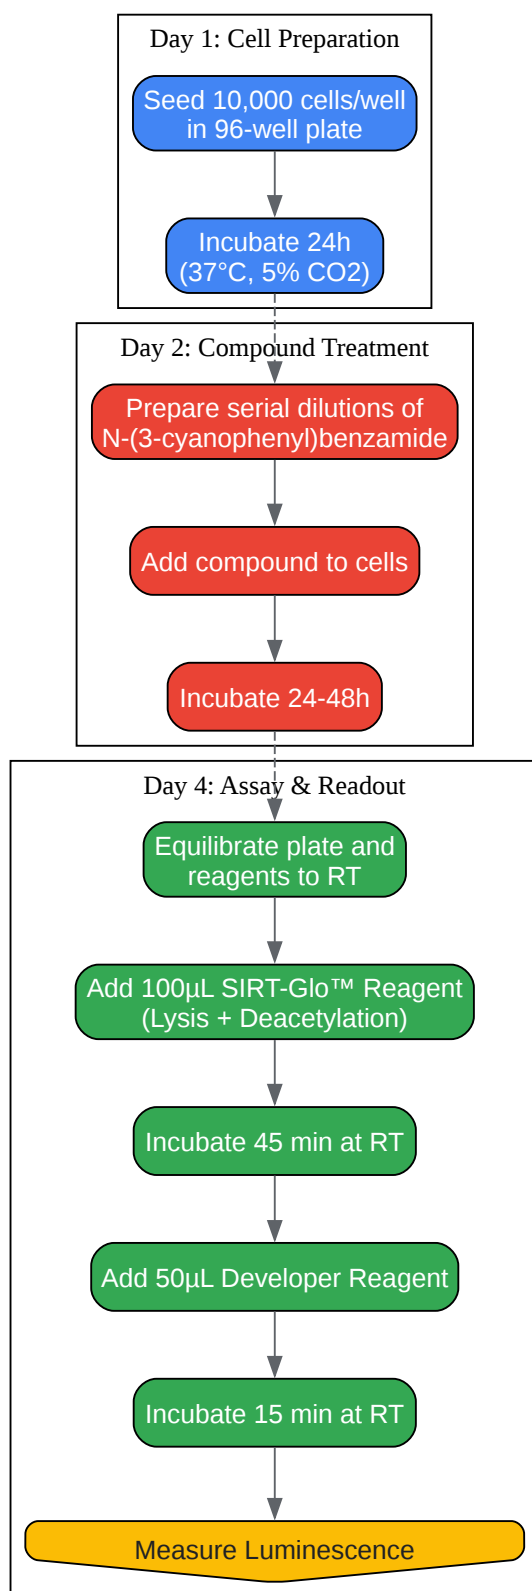 Day 1: Cell Preparation
Seed 10,000 cells/well
in 96-well plate
Incubate 24h
(37°C, 5% CO2)
Day 2: Compound Treatment
Prepare serial dilutions of
N-(3-cyanophenyl)benzamide
Add compound to cells
Incubate 24-48h
Day 4: Assay & Readout
Equilibrate plate and
reagents to RT
Add 100µL SIRT-Glo™ Reagent
(Lysis + Deacetylation)
Incubate 45 min at RT
Add 50µL Developer Reagent
Incubate 15 min at RT
Measure Luminescence